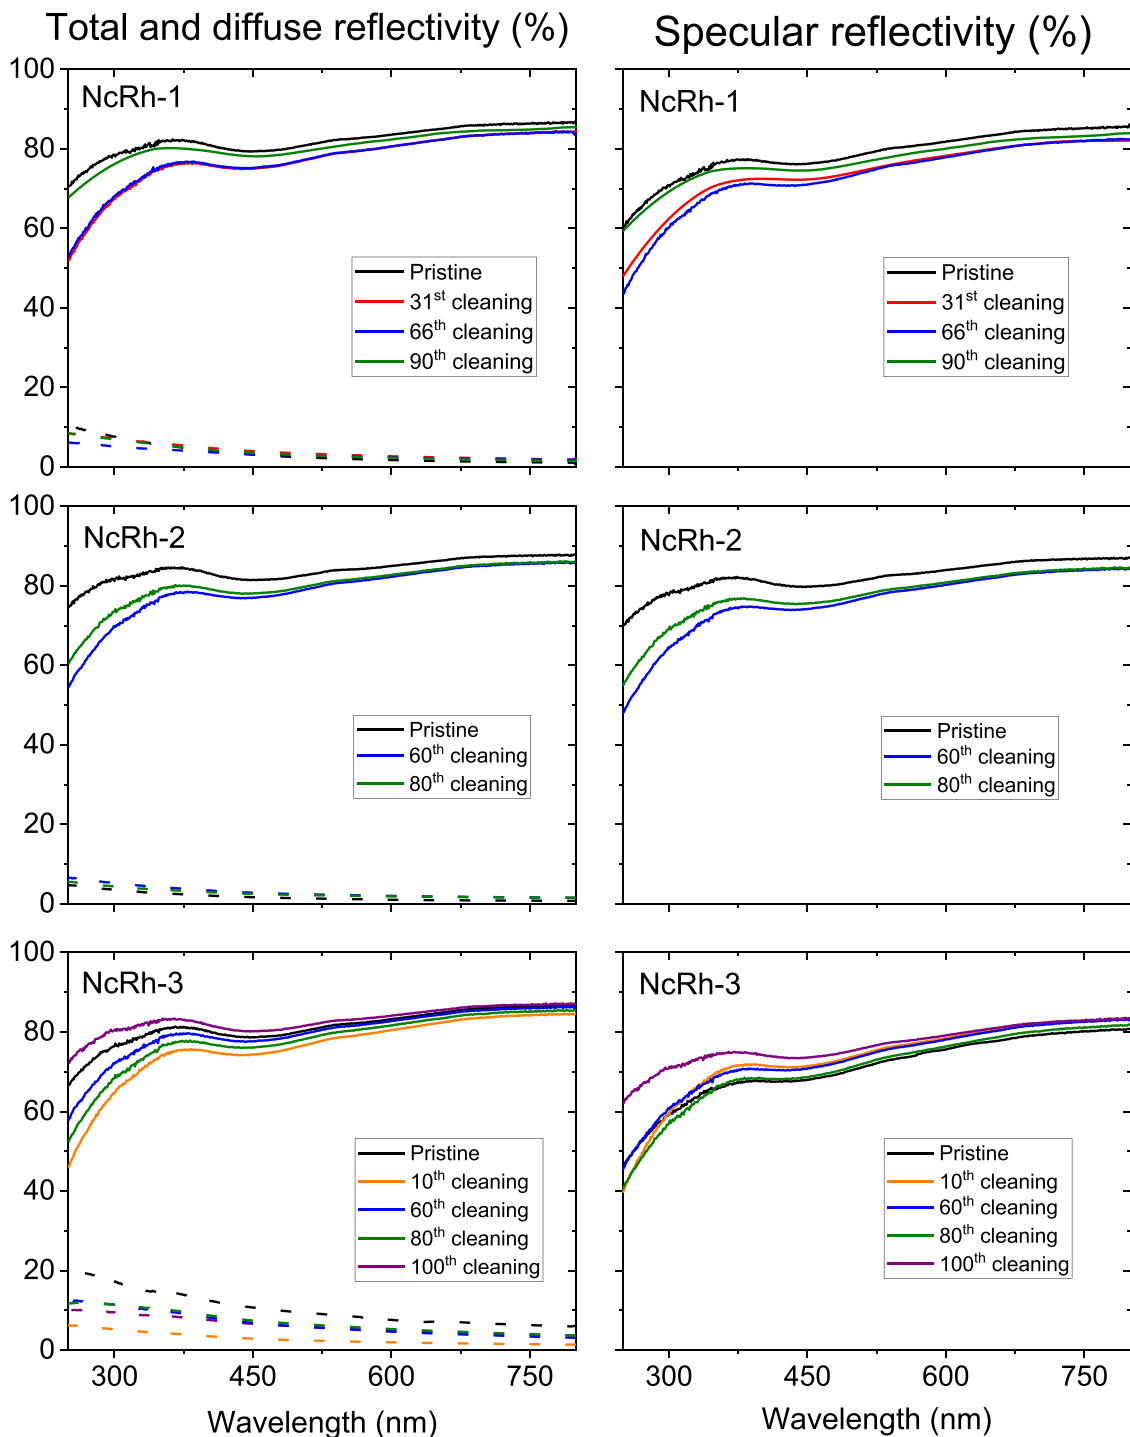 Total and diffuse reflectivity (%)
Specular reflectivity (%)
100
80
60
40
20
0
NcRh-1
Pristine
31st cleaning
66th cleaning
90th cleaning
NcRh-1
Pristine
31st cleaning
66th cleaning
90th cleaning
100
80
60
40
20
0
NcRh-2
Pristine
60th cleaning
80th cleaning
NcRh-2
Pristine
60th cleaning
80th cleaning
100
80
60
40
20
0
NcRh-3
Pristine
10th cleaning
60th cleaning
80th cleaning
100th cleaning
NcRh-3
Pristine
10th cleaning
60th cleaning
80th cleaning
100th cleaning
300 450 600 750
300 450 600 750
Wavelength (nm)
Wavelength (nm)